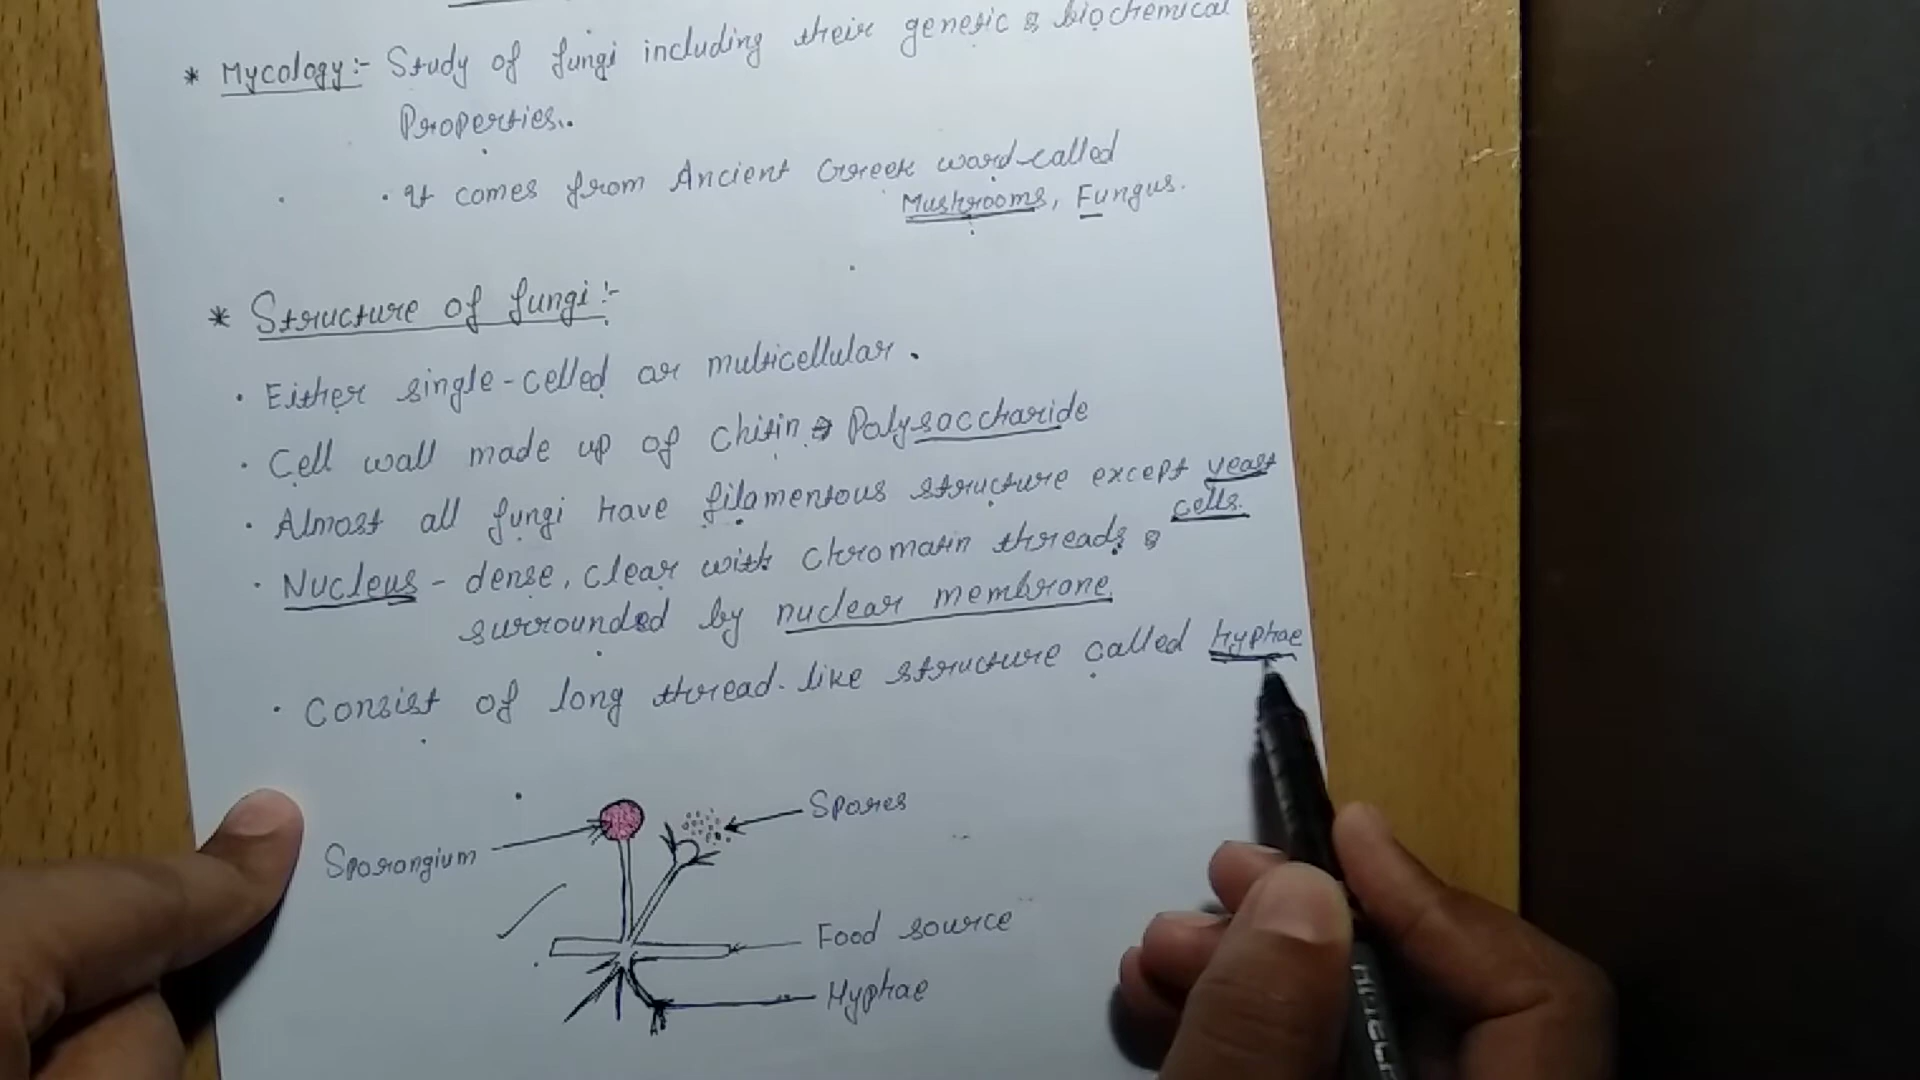 * Mycology:- Study of fungi including their genetic & biochemical
Properties..
• It comes from Ancient Greek word-called
Mushrooms, Fungus.
* Structure of fungi:-
• Either single-celled or multicellular.
• Cell wall made up of chitin → Polysaccharide
• Almost all fungi have filamentous structure except yeast
cells.
• Nucleus - dense, clear with chromatin threads &
surrounded by nuclear membrane.
• Consist of long thread-like structure called hyphae
Spores
Sporangium
Food source
Hyphae